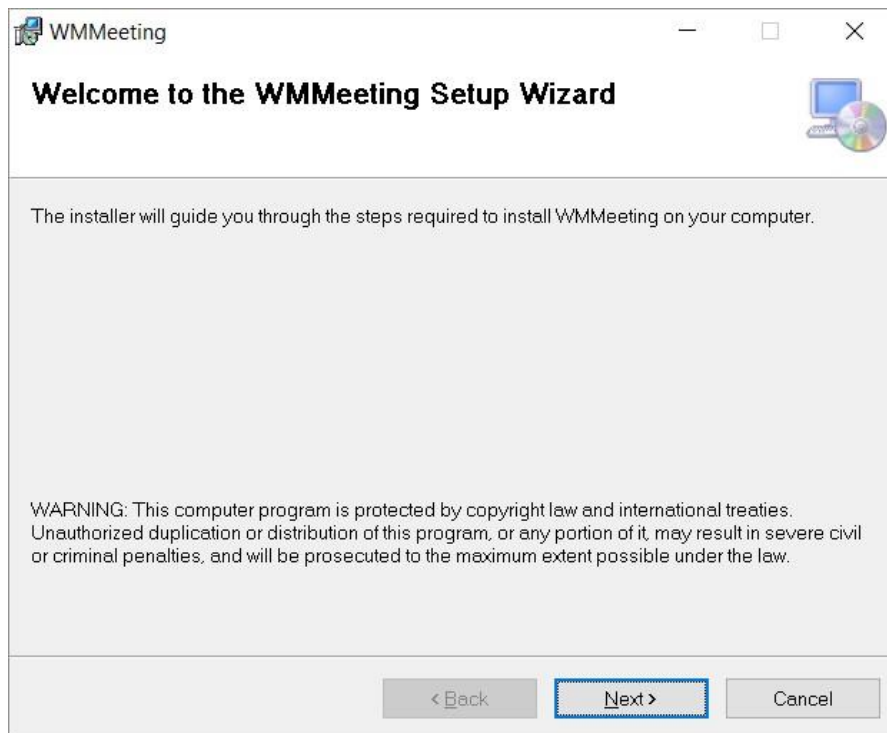 WMMeeting
Welcome to the WMMeeting Setup Wizard
The installer will guide you through the steps required to install WMMeeting on your computer.
WARNING: This computer program is protected by copyright law and international treaties.
Unauthorized duplication or distribution of this program, or any portion of it, may result in severe civil
or criminal penalties, and will be prosecuted to the maximum extent possible under the law.
< Back
Next >
Cancel